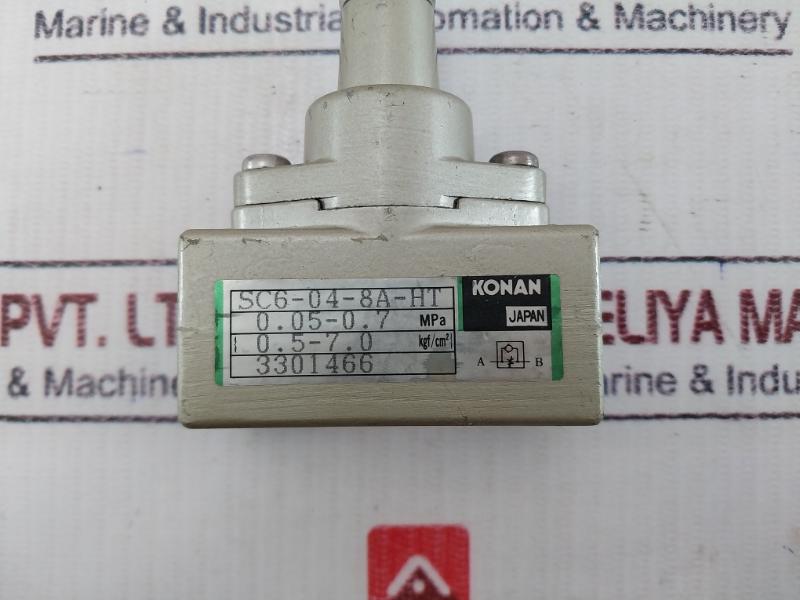 Marine & Industrial Automation & Machinery
SC6-04-8A-HT
0.05-0.7 MPa
0.5-7.0 kgf/cm²
3301466
KONAN
JAPAN
A B
PVT. LT
ELIYA MA
& Machine
rine & Indus